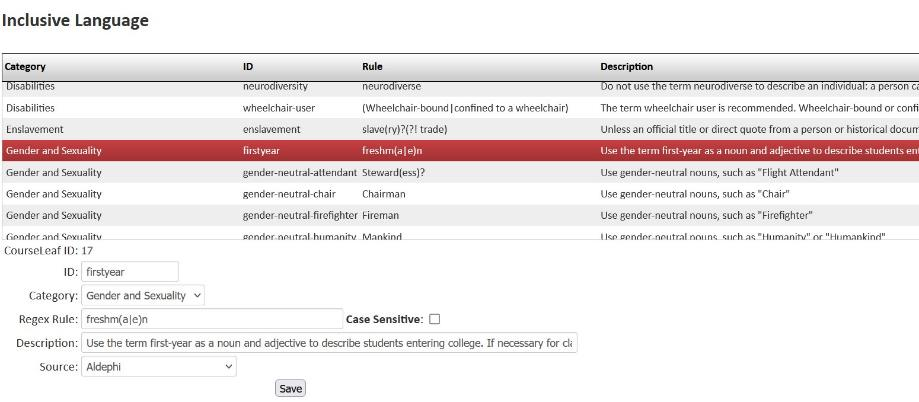 Inclusive Language
Category ID Rule Description
Disabilities neurodiversity neurodiverse Do not use the term neurodiverse to describe an individual: a person ca
Disabilities wheelchair-user (Wheelchair-bound|confined to a wheelchair) The term wheelchair user is recommended. Wheelchair-bound or confi
Enslavement enslavement slave(ry)?(?! trade) Unless an official title or direct quote from a person or historical docum
Gender and Sexuality firstyear freshm(a|e)n Use the term first-year as a noun and adjective to describe students ent
Gender and Sexuality gender-neutral-attendant Steward(ess)? Use gender-neutral nouns, such as "Flight Attendant"
Gender and Sexuality gender-neutral-chair Chairman Use gender-neutral nouns, such as "Chair"
Gender and Sexuality gender-neutral-firefighter Fireman Use gender-neutral nouns, such as "Firefighter"
Gender and Sexuality gender-neutral-humanity Mankind Use gender-neutral nouns, such as "Humanity" or "Humankind"
CourseLeaf ID: 17
ID: firstyear
Category: Gender and Sexuality
Regex Rule: freshm(a|e)n Case Sensitive:
Description: Use the term first-year as a noun and adjective to describe students entering college. If necessary for cla
Source: Aldephi
Save